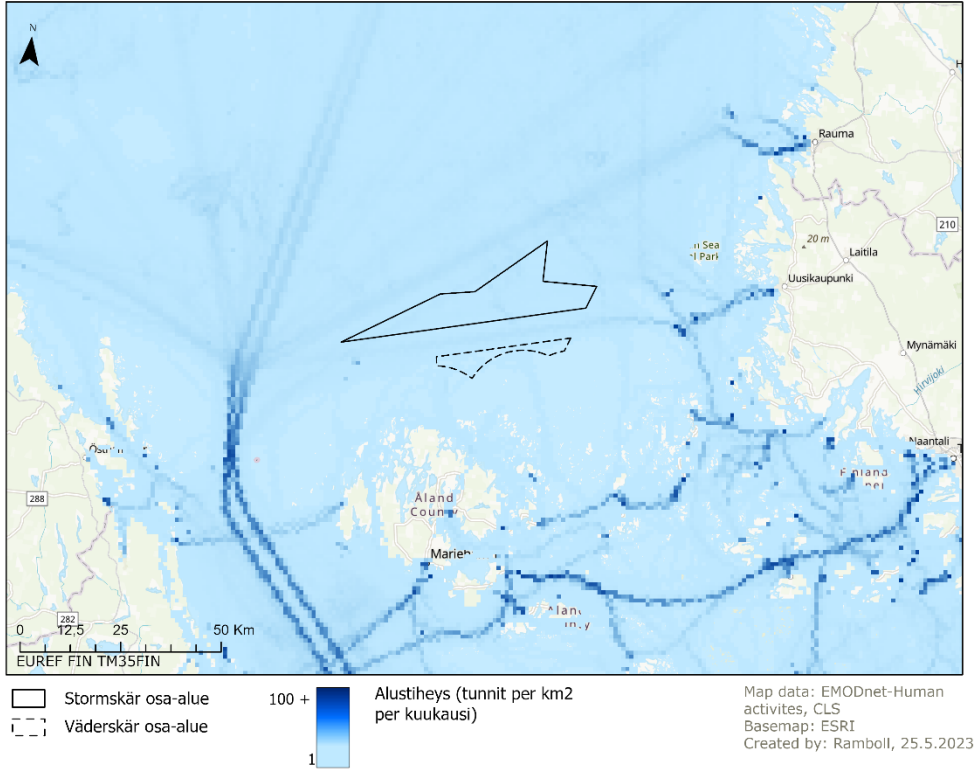 N
Rauma
210
20 m
Laitila
Uusikaupunki
Mynämäki
Hirvijoki
Naantali
288
Åland
Marieh
282
0 12,5 25 50 Km
EUREF FIN TM35FIN
Stormskär osa-alue
Väderskär osa-alue
100 +
1
Alustiheys (tunnit per km2
per kuukausi)
Map data: EMODnet-Human
activites, CLS
Basemap: ESRI
Created by: Ramboll, 25.5.2023